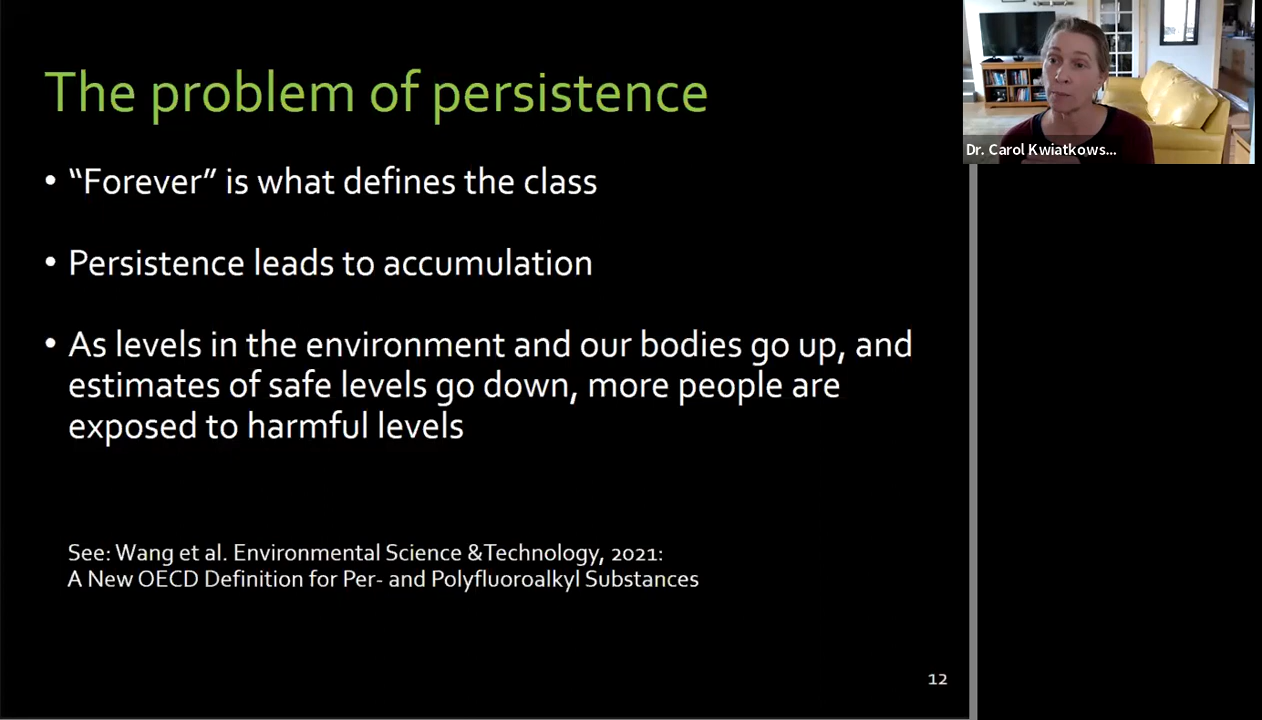 The problem of persistence
• “Forever” is what defines the class
• Persistence leads to accumulation
• As levels in the environment and our bodies go up, and
estimates of safe levels go down, more people are
exposed to harmful levels
See: Wang et al. Environmental Science &Technology, 2021:
A New OECD Definition for Per- and Polyfluoroalkyl Substances
12
Dr. Carol Kwiatkows...